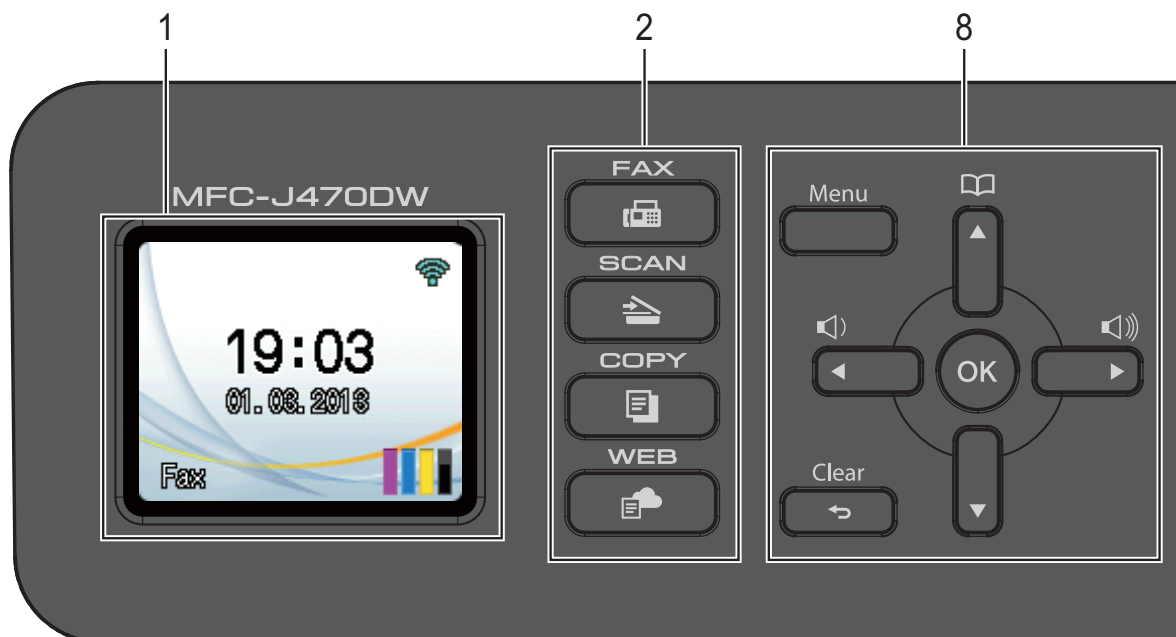 1
2
8
MFC-J470DW
19:03
01.03.2013
Fax
FAX
SCAN
COPY
WEB
Menu
OK
Clear